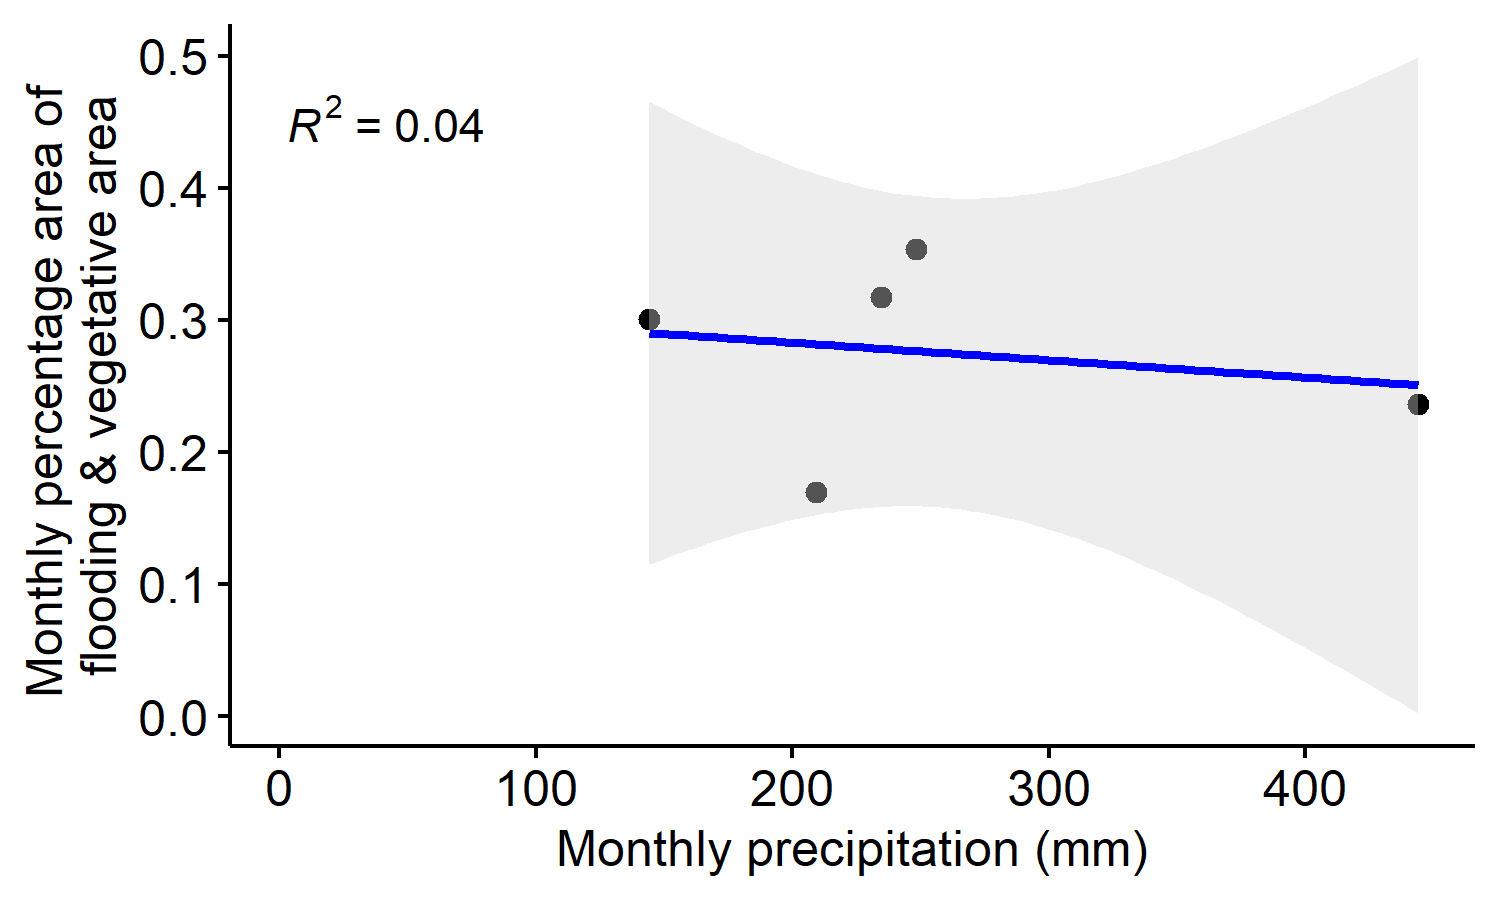 Monthly percentage area of
flooding & vegetative area
0.5
0.4
0.3
0.2
0.1
0.0
R² = 0.04
0 100 200 300 400
Monthly precipitation (mm)